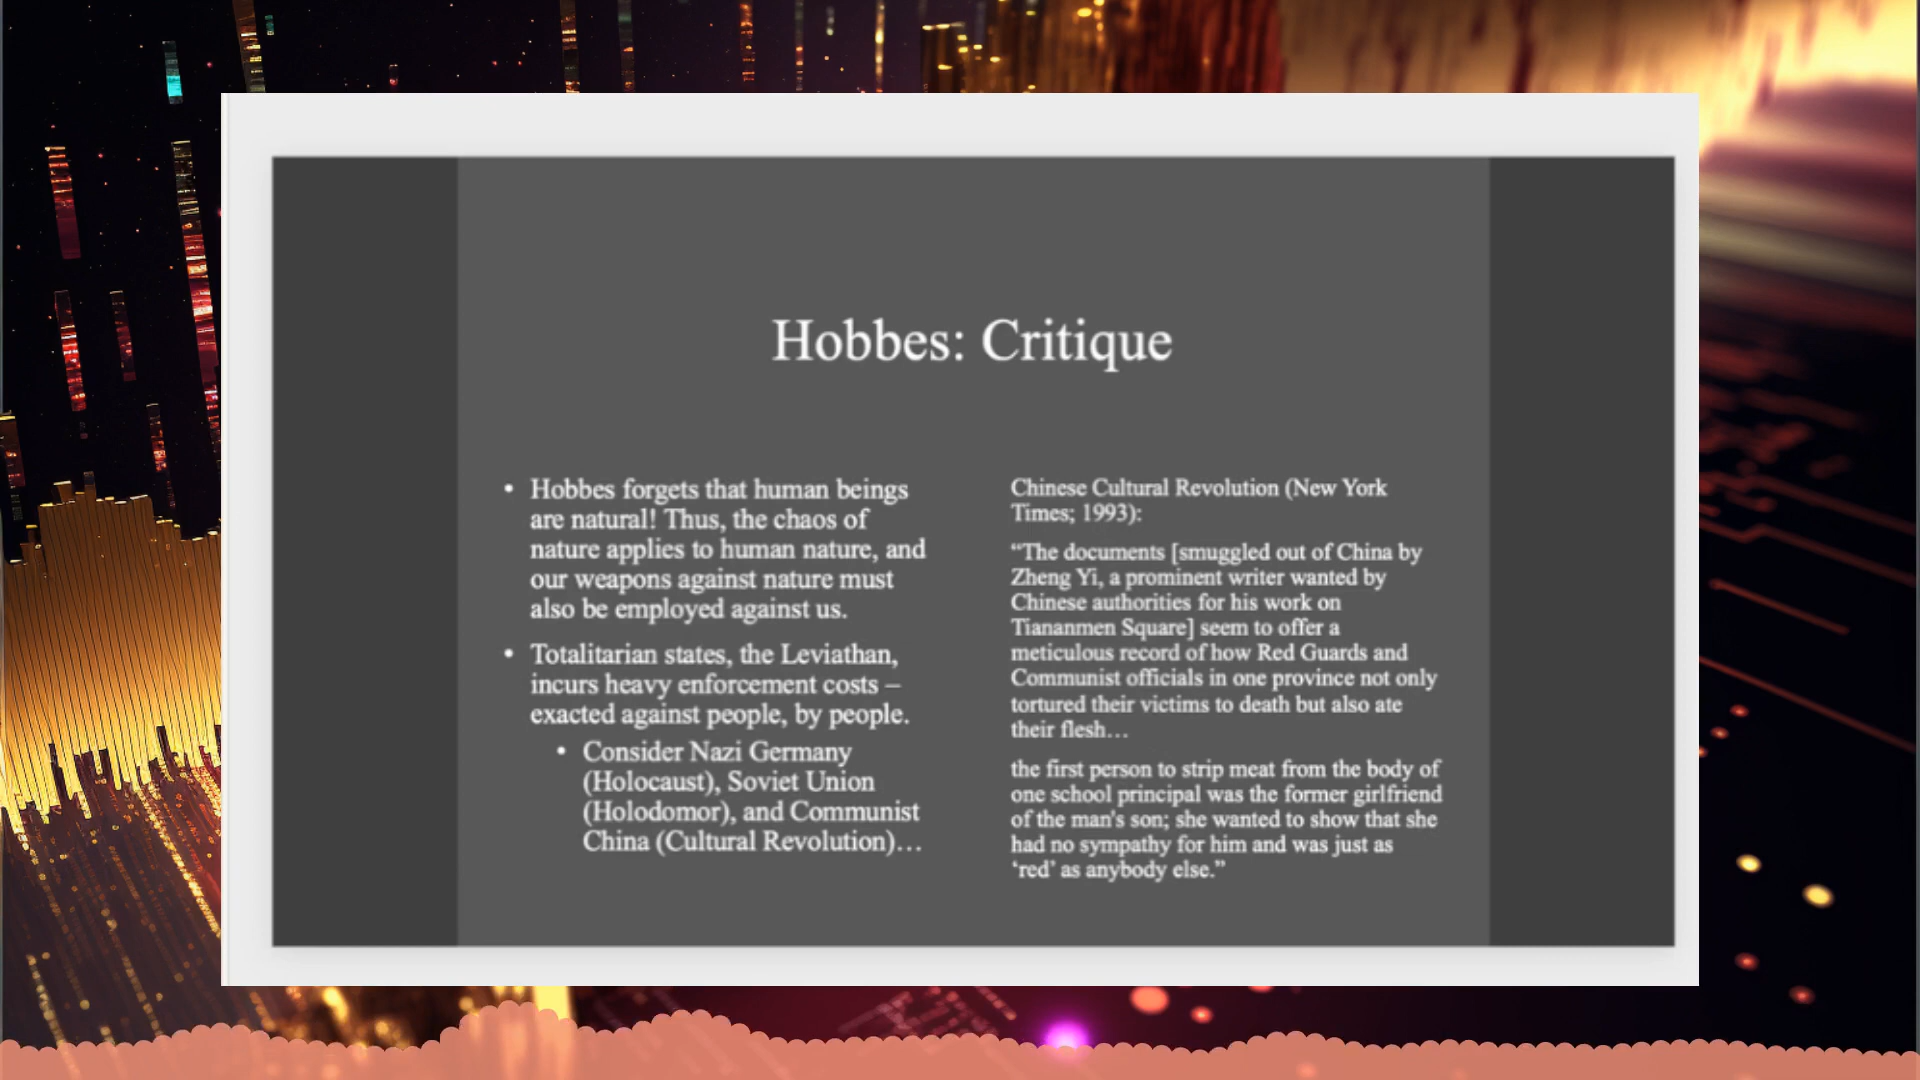 Hobbes: Critique
• Hobbes forgets that human beings
are natural! Thus, the chaos of
nature applies to human nature, and
our weapons against nature must
also be employed against us.
• Totalitarian states, the Leviathan,
incurs heavy enforcement costs –
exacted against people, by people.
• Consider Nazi Germany
(Holocaust), Soviet Union
(Holodomor), and Communist
China (Cultural Revolution)…
Chinese Cultural Revolution (New York
Times; 1993):
“The documents [smuggled out of China by
Zheng Yi, a prominent writer wanted by
Chinese authorities for his work on
Tiananmen Square] seem to offer a
meticulous record of how Red Guards and
Communist officials in one province not only
tortured their victims to death but also ate
their flesh…
the first person to strip meat from the body of
one school principal was the former girlfriend
of the man's son; she wanted to show that she
had no sympathy for him and was just as
‘red’ as anybody else.”